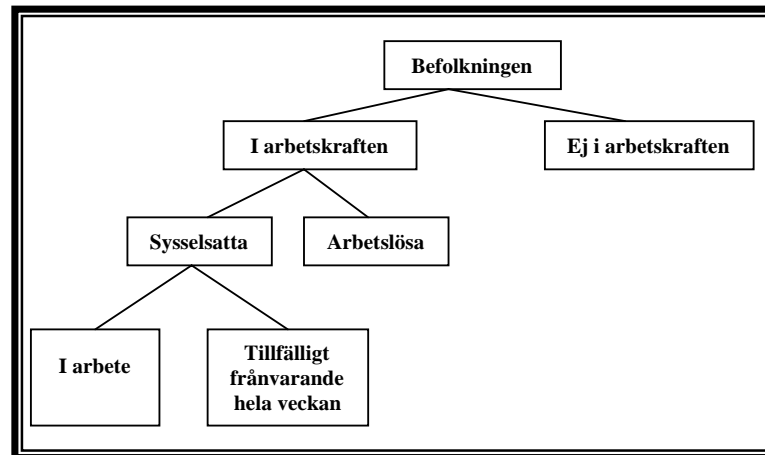 Befolkningen
I arbetskraften
Ej i arbetskraften
Sysselsatta
Arbetslösa
I arbete
Tillfälligt
frånvarande
hela veckan